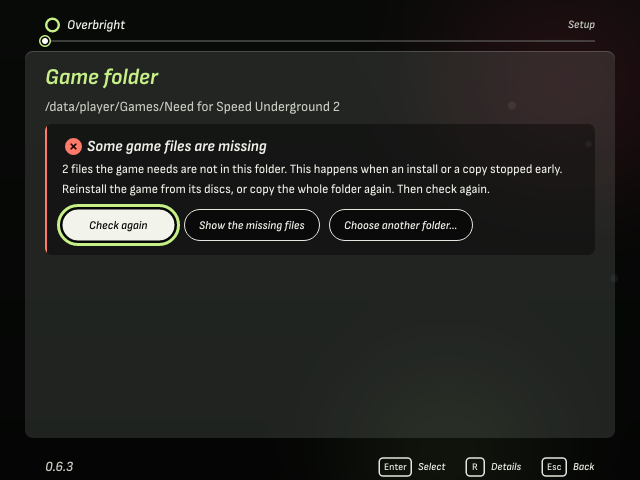 Overbright
Setup
Game folder
/data/player/Games/Need for Speed Underground 2
Some game files are missing
2 files the game needs are not in this folder. This happens when an install or a copy stopped early.
Reinstall the game from its discs, or copy the whole folder again. Then check again.
Check again
Show the missing files
Choose another folder...
0.6.3
Enter Select
R Details
Esc Back